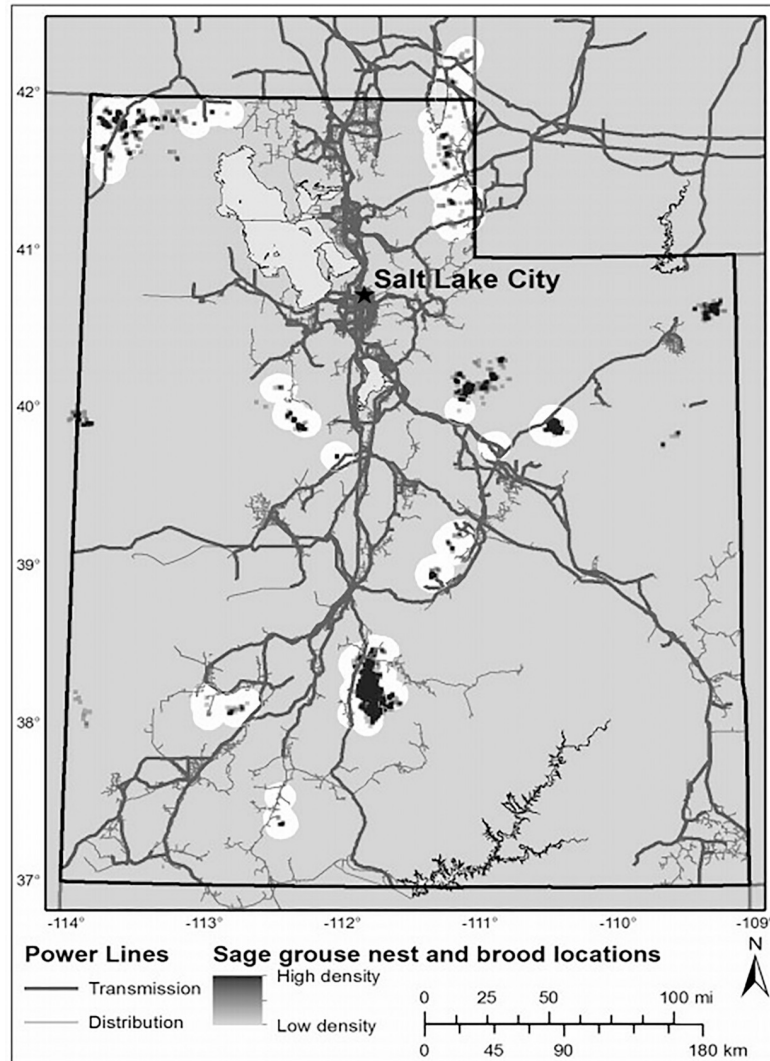 42°
41°
Salt Lake City
40°
39°
38°
37°
-114° -113° -112° -111° -110° -109°
Power Lines
Transmission
Distribution
Sage grouse nest and brood locations
High density
Low density
N
0 25 50 100 mi
0 45 90 180 km